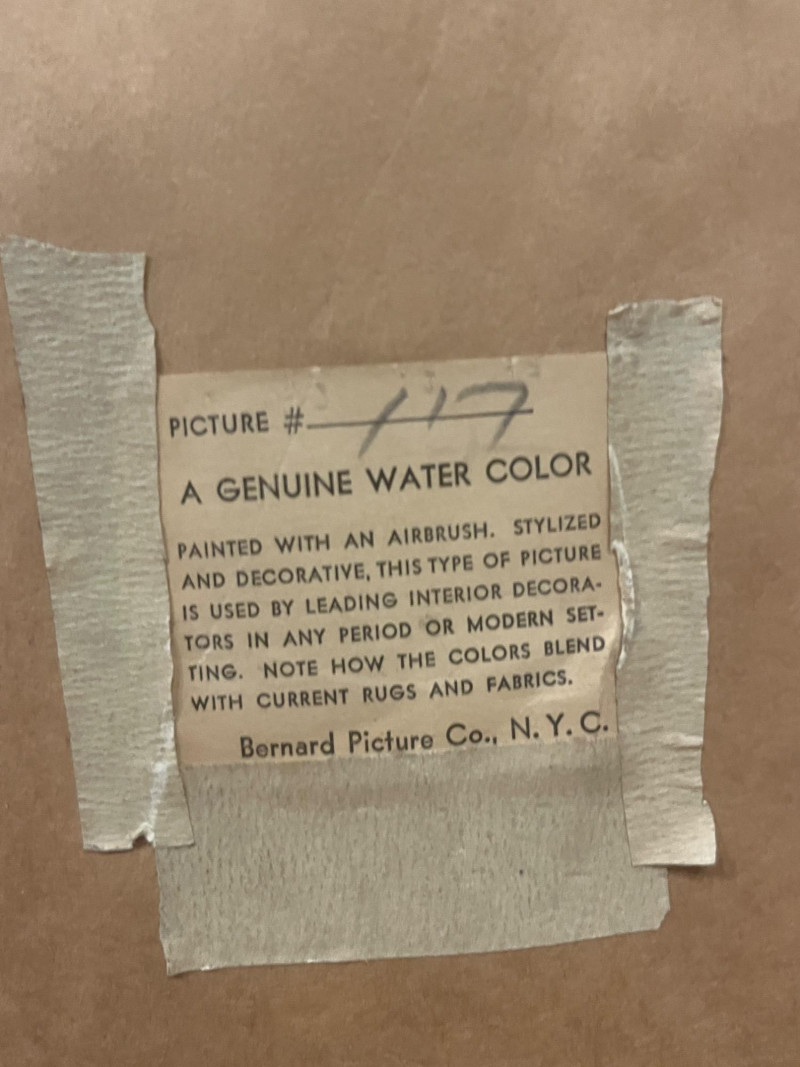 PICTURE # 117
A GENUINE WATER COLOR
PAINTED WITH AN AIRBRUSH. STYLIZED
AND DECORATIVE, THIS TYPE OF PICTURE
IS USED BY LEADING INTERIOR DECORA-
TORS IN ANY PERIOD OR MODERN SET-
TING. NOTE HOW THE COLORS BLEND
WITH CURRENT RUGS AND FABRICS.
Bernard Picture Co., N. Y. C.